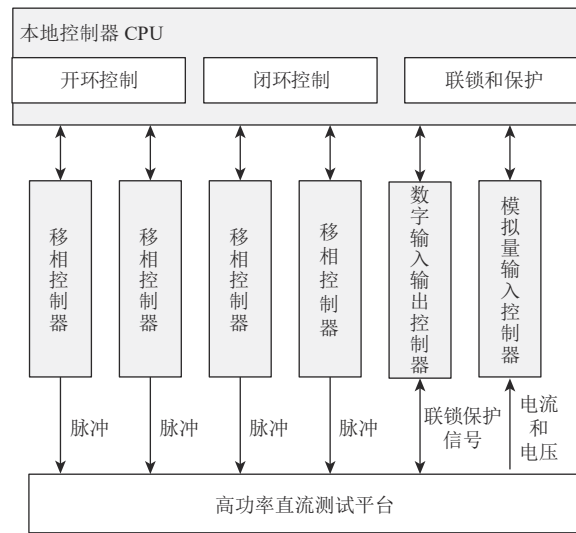 本地控制器 CPU
开环控制
闭环控制
联锁和保护
移相控制器
移相控制器
移相控制器
移相控制器
数字输入输出控制器
模拟量输入控制器
脉冲
脉冲
脉冲
脉冲
联锁保护
信号
电流
和
电压
高功率直流测试平台